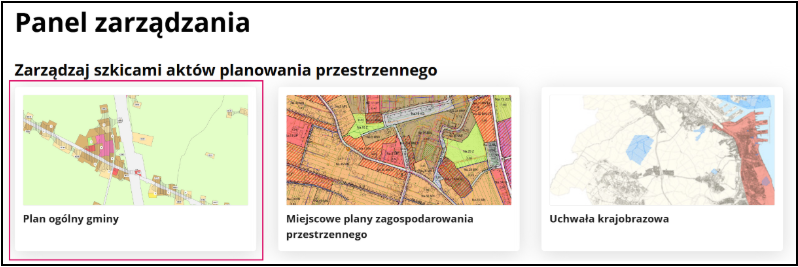 Panel zarządzania
Zarządzaj szkicami aktów planowania przestrzennego
Plan ogólny gminy
Miejscowe plany zagospodarowania
przestrzennego
Uchwała krajobrazowa